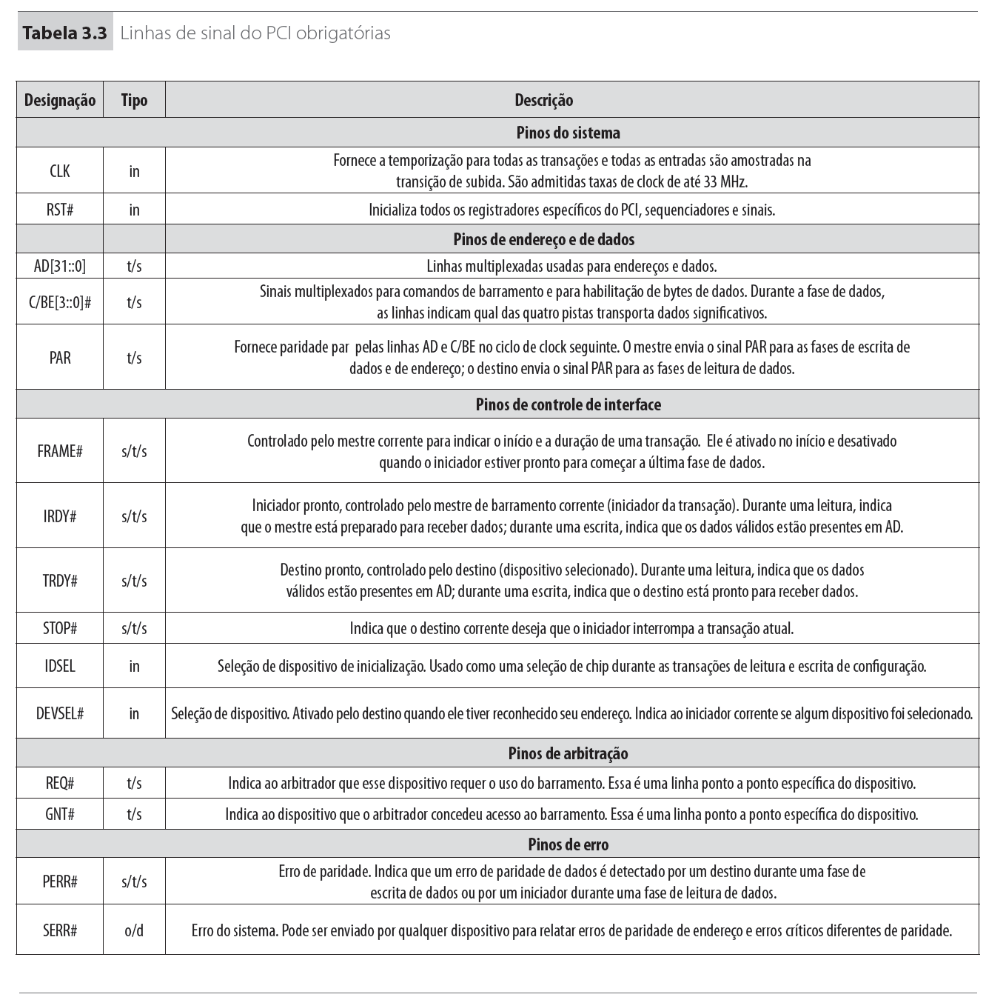 Tabela 3.3 Linhas de sinal do PCI obrigatórias
Designação Tipo Descrição
Pinos do sistema
CLK in Fornece a temporização para todas as transações e todas as entradas são amostradas na
transição de subida. São admitidas taxas de clock de até 33 MHz.
RST# in Inicializa todos os registradores específicos do PCI, sequenciadores e sinais.
Pinos de endereço e de dados
AD[31::0] t/s Linhas multiplexadas usadas para endereços e dados.
C/BE[3::0]# t/s Sinais multiplexados para comandos de barramento e para habilitação de bytes de dados. Durante a fase de dados,
as linhas indicam qual das quatro pistas transporta dados significativos.
PAR t/s Fornece paridade par pelas linhas AD e C/BE no ciclo de clock seguinte. O mestre envia o sinal PAR para as fases de escrita de
dados e de endereço; o destino envia o sinal PAR para as fases de leitura de dados.
Pinos de controle de interface
FRAME# s/t/s Controlado pelo mestre corrente para indicar o início e a duração de uma transação. Ele é ativado no início e desativado
quando o iniciador estiver pronto para começar a última fase de dados.
IRDY# s/t/s Iniciador pronto, controlado pelo mestre de barramento corrente (iniciador da transação). Durante uma leitura, indica
que o mestre está preparado para receber dados; durante uma escrita, indica que os dados válidos estão presentes em AD.
TRDY# s/t/s Destino pronto, controlado pelo destino (dispositivo selecionado). Durante uma leitura, indica que os dados
válidos estão presentes em AD; durante uma escrita, indica que o destino está pronto para receber dados.
STOP# s/t/s Indica que o destino corrente deseja que o iniciador interrompa a transação atual.
IDSEL in Seleção de dispositivo de inicialização. Usado como uma seleção de chip durante as transações de leitura e escrita de configuração.
DEVSEL# in Seleção de dispositivo. Ativado pelo destino quando ele tiver reconhecido seu endereço. Indica ao iniciador corrente se algum dispositivo foi selecionado.
Pinos de arbitração
REQ# t/s Indica ao arbitrador que esse dispositivo requer o uso do barramento. Essa é uma linha ponto a ponto específica do dispositivo.
GNT# t/s Indica ao dispositivo que o arbitrador concedeu acesso ao barramento. Essa é uma linha ponto a ponto específica do dispositivo.
Pinos de erro
PERR# s/t/s Erro de paridade. Indica que um erro de paridade de dados é detectado por um destino durante uma fase de
escrita de dados ou por um iniciador durante uma fase de leitura de dados.
SERR# o/d Erro do sistema. Pode ser enviado por qualquer dispositivo para relatar erros de paridade de endereço e erros críticos diferentes de paridade.